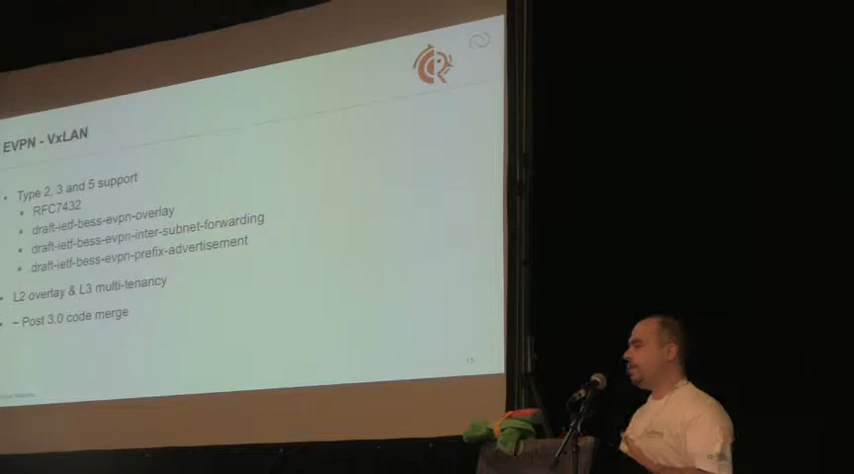 EVPN - VxLAN
• Type 2, 3 and 5 support
• RFC7432
• draft-ietf-bess-evpn-overlay
• draft-ietf-bess-evpn-inter-subnet-forwarding
• draft-ietf-bess-evpn-prefix-advertisement
• L2 overlay & L3 multi-tenancy
• – Post 3.0 code merge